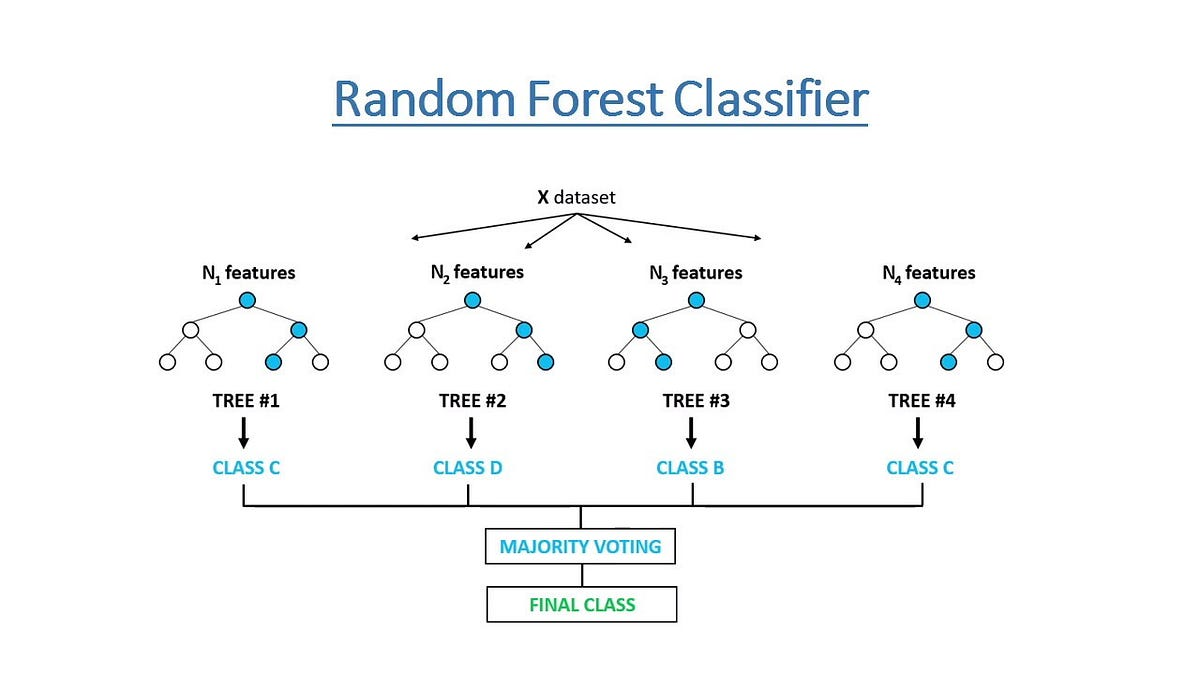 Random Forest Classifier
X dataset
N₁ features N₂ features N₃ features N₄ features
TREE #1 TREE #2 TREE #3 TREE #4
CLASS C CLASS D CLASS B CLASS C
MAJORITY VOTING
FINAL CLASS